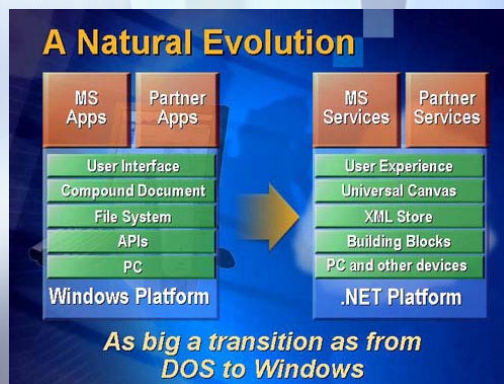 A Natural Evolution
MS
Apps
Partner
Apps
User Interface
Compound Document
File System
APIs
PC
Windows Platform
MS
Services
Partner
Services
User Experience
Universal Canvas
XML Store
Building Blocks
PC and other devices
.NET Platform
As big a transition as from
DOS to Windows